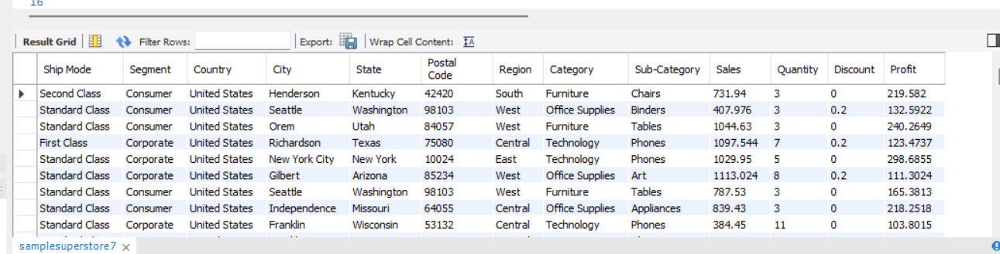 16
Result Grid Filter Rows: Export: Wrap Cell Content:
Ship Mode Segment Country City State Postal Code Region Category Sub-Category Sales Quantity Discount Profit
Second Class Consumer United States Henderson Kentucky 42420 South Furniture Chairs 731.94 3 0 219.582
Standard Class Consumer United States Seattle Washington 98103 West Office Supplies Binders 407.976 3 0.2 132.5922
Standard Class Consumer United States Orem Utah 84057 West Furniture Tables 1044.63 3 0 240.2649
First Class Corporate United States Richardson Texas 75080 Central Technology Phones 1097.544 7 0.2 123.4737
Standard Class Corporate United States New York City New York 10024 East Technology Phones 1029.95 5 0 298.6855
Standard Class Corporate United States Gilbert Arizona 85234 West Office Supplies Art 1113.024 8 0.2 111.3024
Standard Class Consumer United States Seattle Washington 98103 West Furniture Tables 787.53 3 0 165.3813
Standard Class Consumer United States Independence Missouri 64055 Central Office Supplies Appliances 839.43 3 0 218.2518
Standard Class Corporate United States Franklin Wisconsin 53132 Central Technology Phones 384.45 11 0 103.8015
samplesuperstore7